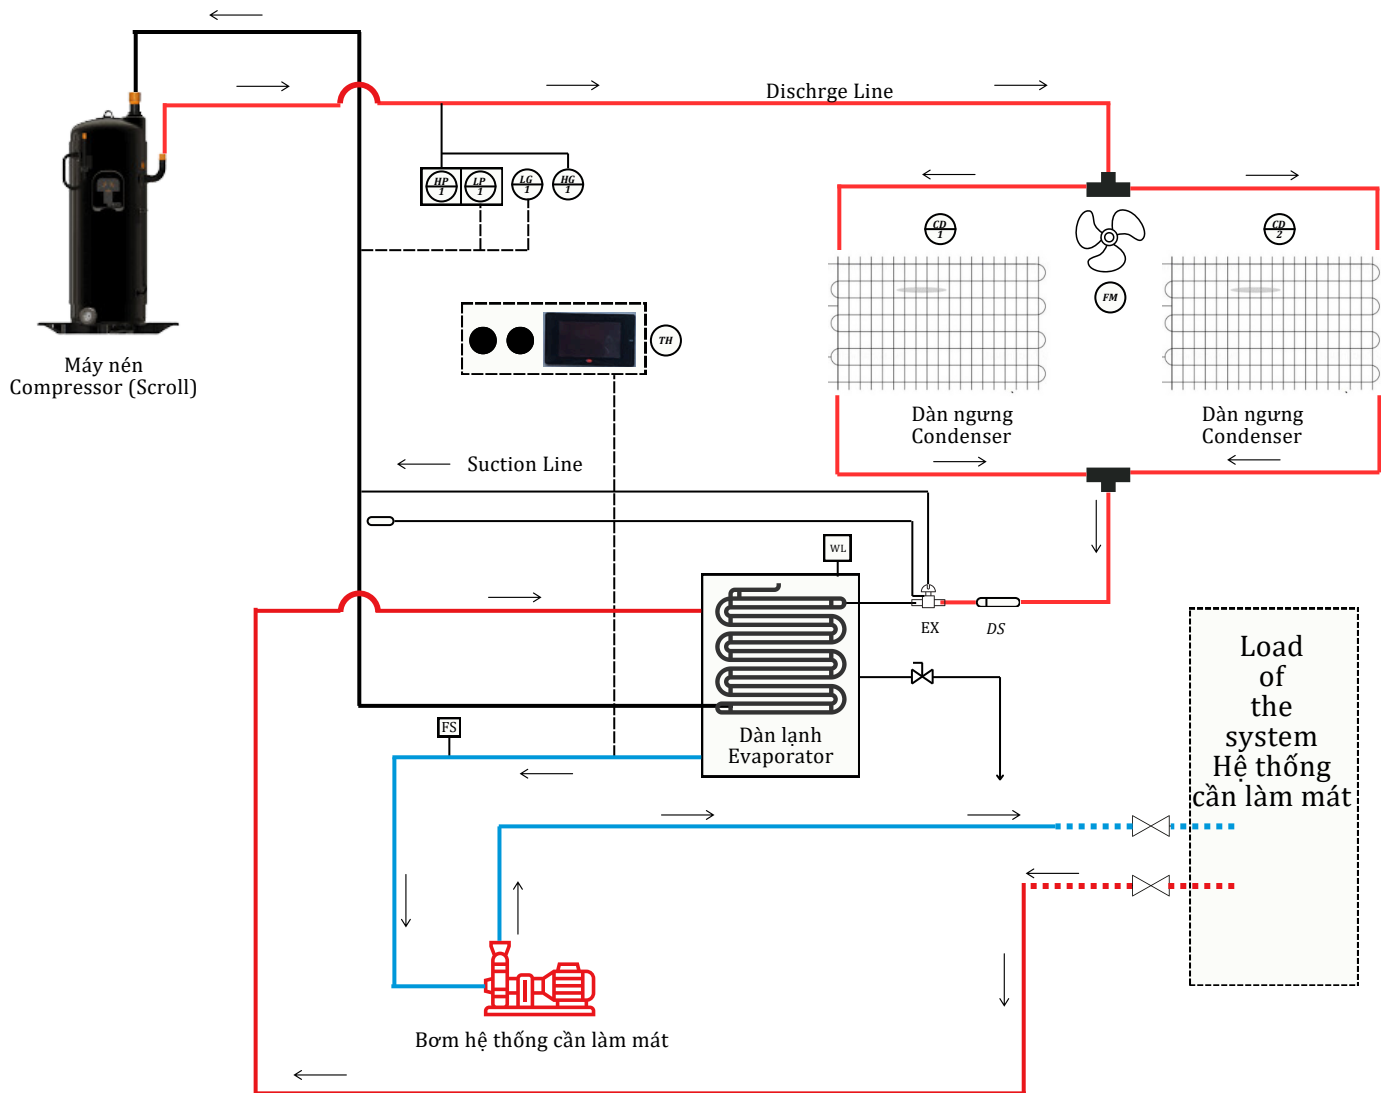 Dischrge Line
HP
1
LP
1
LG
1
HG
1
CD
1
CD
2
FM
TH
Máy nén
Compressor (Scroll)
Dàn ngưng
Condenser
Dàn ngưng
Condenser
Suction Line
WL
EX
DS
Load
of
the
system
Hệ thống
cần làm mát
FS
Dàn lạnh
Evaporator
Bơm hệ thống cần làm mát